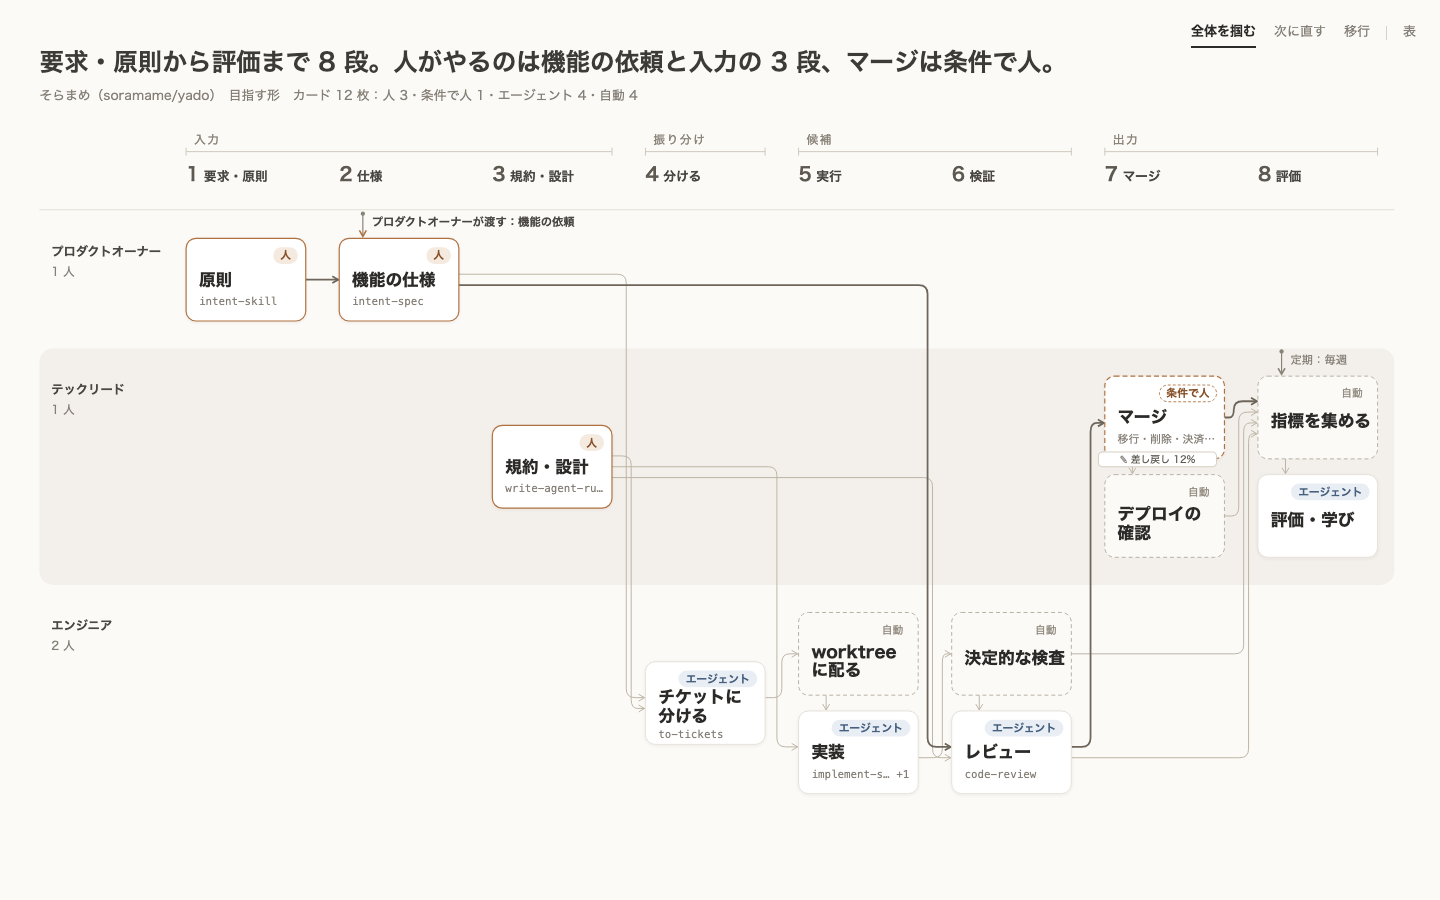 全体を掴む 次に直す 移行 表
要求・原則から評価まで 8 段。人がやるのは機能の依頼と入力の 3 段、マージは条件で人。
そらまめ（soramame/yado） 目指す形 カード 12 枚：人 3・条件で人 1・エージェント 4・自動 4
入力
振り分け
候補
出力
1 要求・原則
2 仕様
3 規約・設計
4 分ける
5 実行
6 検証
7 マージ
8 評価
プロダクトオーナーが渡す：機能の依頼
プロダクトオーナー
1 人
人
原則
intent-skill
人
機能の仕様
intent-spec
テックリード
1 人
人
規約・設計
write-agent-ru…
条件で人
マージ
移行・削除・決済…
✎ 差し戻し 12%
自動
デプロイの
確認
定期：毎週
自動
指標を集める
エージェント
評価・学び
エンジニア
2 人
エージェント
チケットに
分ける
to-tickets
自動
worktree
に配る
エージェント
実装
implement-s… +1
自動
決定的な検査
エージェント
レビュー
code-review